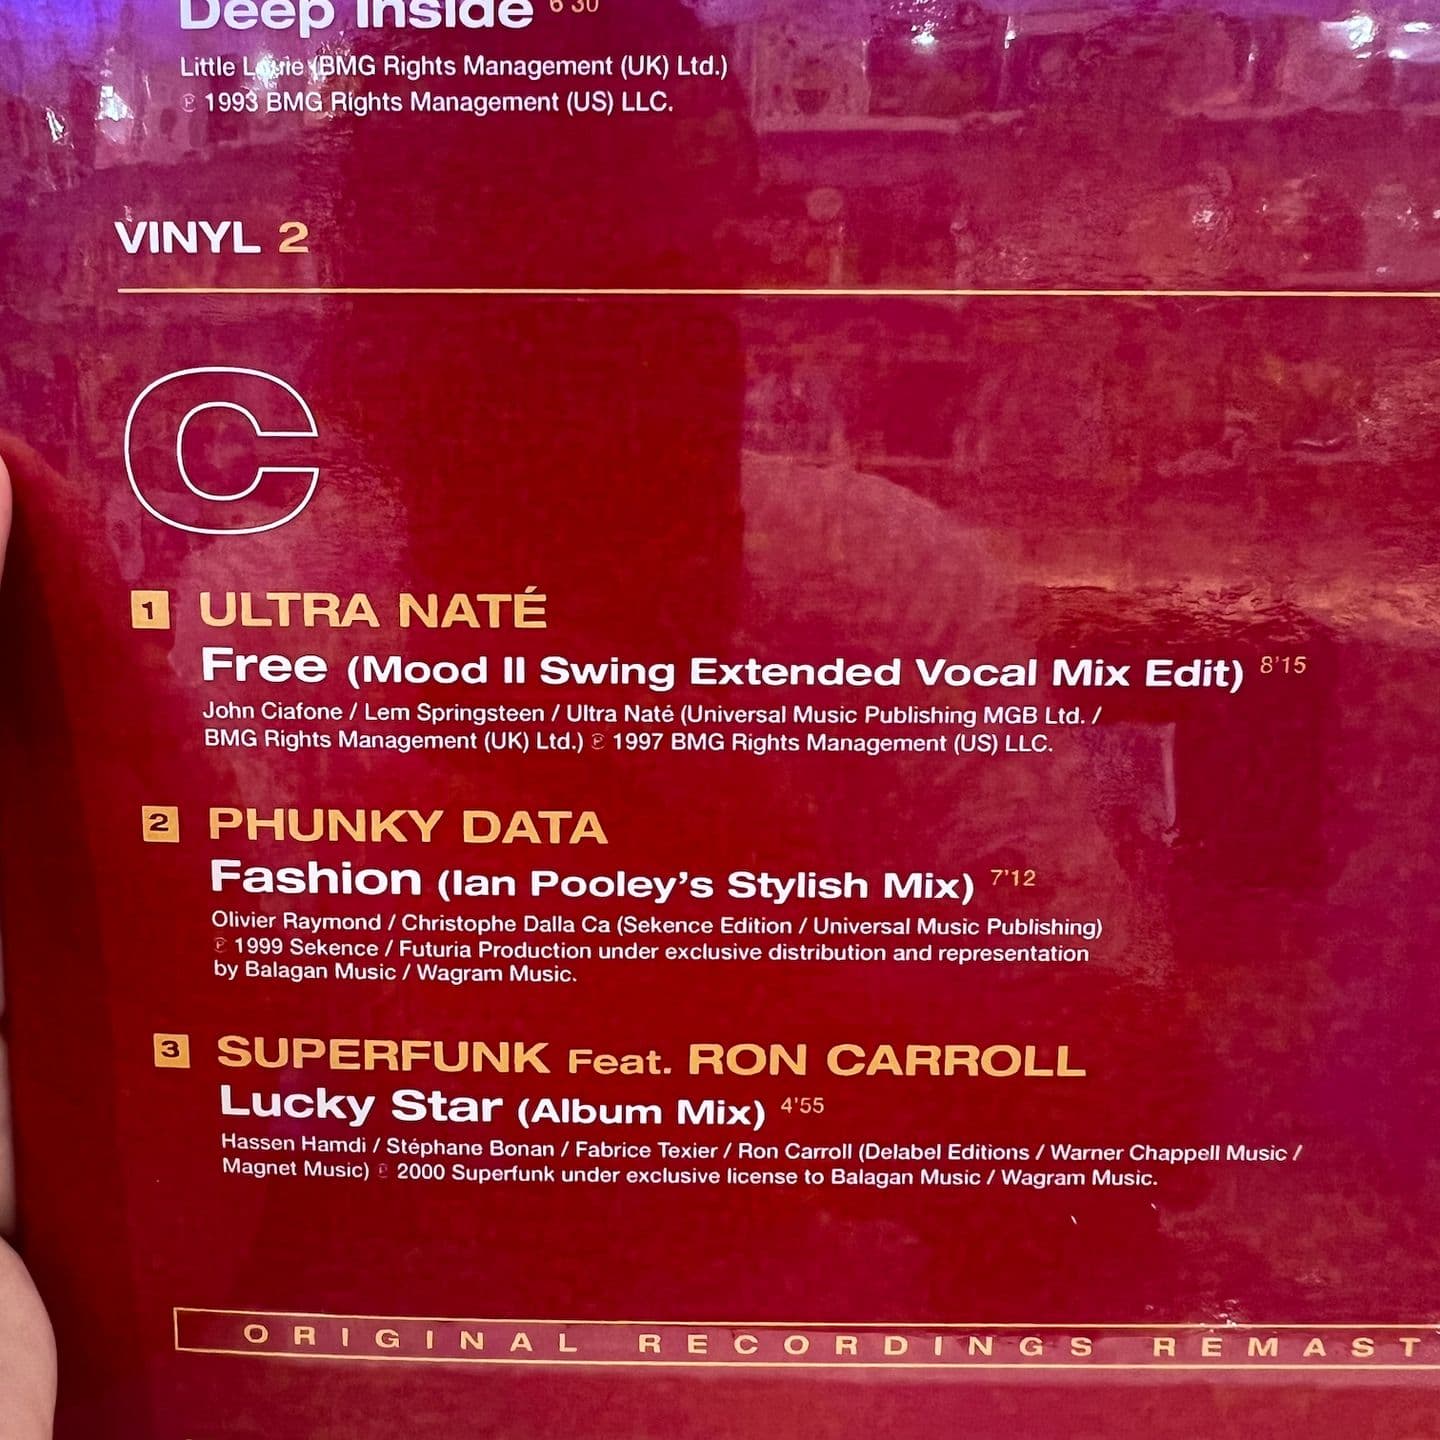 Deep Inside 6'30
Little Louie (BMG Rights Management (UK) Ltd.)
℗ 1993 BMG Rights Management (US) LLC.
VINYL 2
C
1 ULTRA NATÉ
Free (Mood II Swing Extended Vocal Mix Edit) 8'15
John Ciafone / Lem Springsteen / Ultra Naté (Universal Music Publishing MGB Ltd. /
BMG Rights Management (UK) Ltd.) ℗ 1997 BMG Rights Management (US) LLC.
2 PHUNKY DATA
Fashion (Ian Pooley's Stylish Mix) 7'12
Olivier Raymond / Christophe Dalla Ca (Sekence Edition / Universal Music Publishing)
℗ 1999 Sekence / Futuria Production under exclusive distribution and representation
by Balagan Music / Wagram Music.
3 SUPERFUNK Feat. RON CARROLL
Lucky Star (Album Mix) 4'55
Hassen Hamdi / Stéphane Bonan / Fabrice Texier / Ron Carroll (Delabel Editions / Warner Chappell Music /
Magnet Music) ℗ 2000 Superfunk under exclusive license to Balagan Music / Wagram Music.
ORIGINAL RECORDINGS REMAST